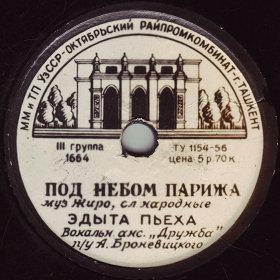 ММ и ТП УзССР-ОКТЯБРЬСКИЙ РАЙПРОМКОМБИНАТ-г.ТАШКЕНТ
III группа
1664
ТУ 1154-56
цена 5 р.70 к
ПОД НЕБОМ ПАРИЖА
муз Жиро, сл народные
ЭДЫТА ПЬЕХА
Вокальн анс. „Дружба"
п/у А. Броневицкого